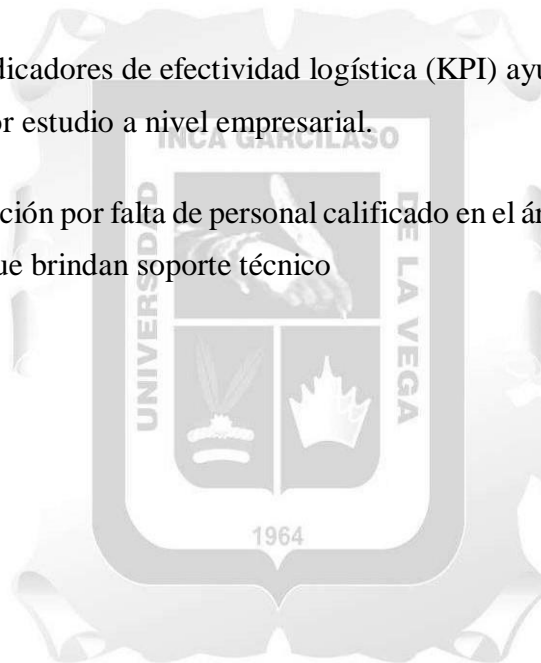 dicadores de efectividad logística (KPI) ayu
or estudio a nivel empresarial.
INCA GARCILASO
ción por falta de personal calificado en el ár
ue brindan soporte técnico
UNIVERSIDAD
DE LA VEGA
1964